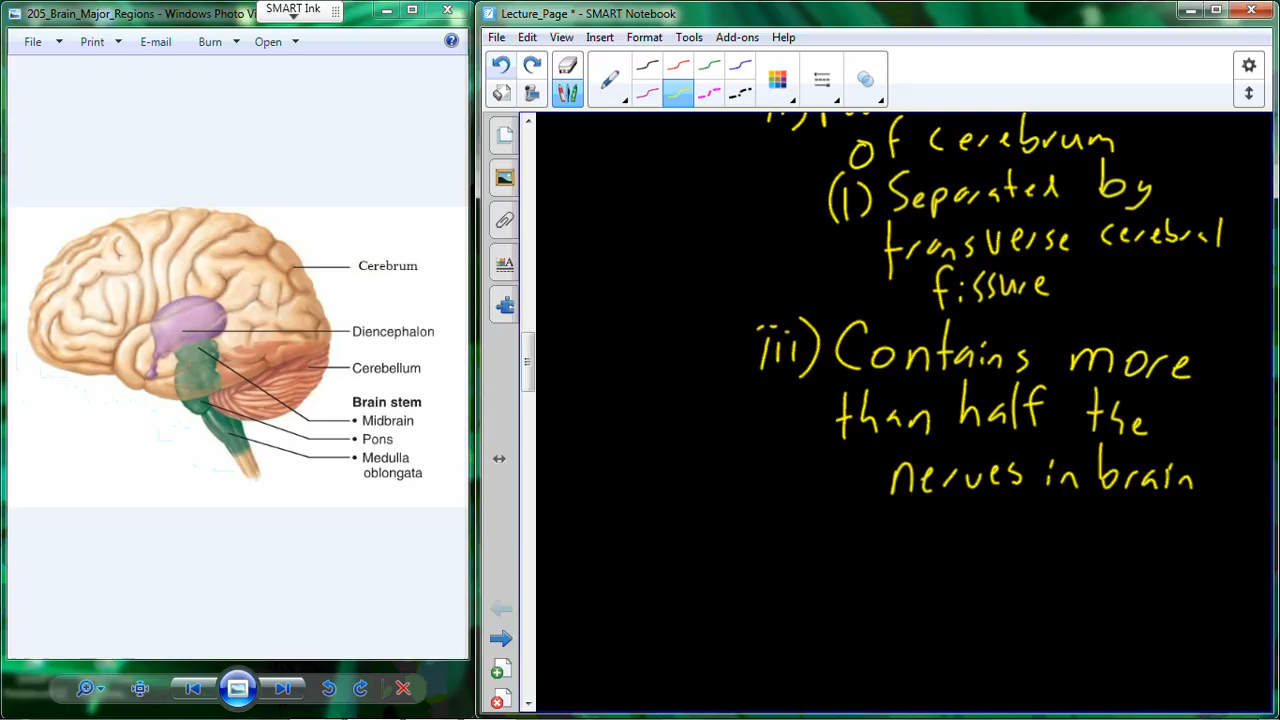 205_Brain_Major_Regions - Windows Photo Vi
SMART Ink
File Print E-mail Burn Open
Cerebrum
Diencephalon
Cerebellum
Brain stem
• Midbrain
• Pons
• Medulla
oblongata
Lecture_Page * - SMART Notebook
File Edit View Insert Format Tools Add-ons Help
of cerebrum
(1) Separated by
transverse cerebral
fissure
iii) Contains more
than half the
nerves in brain